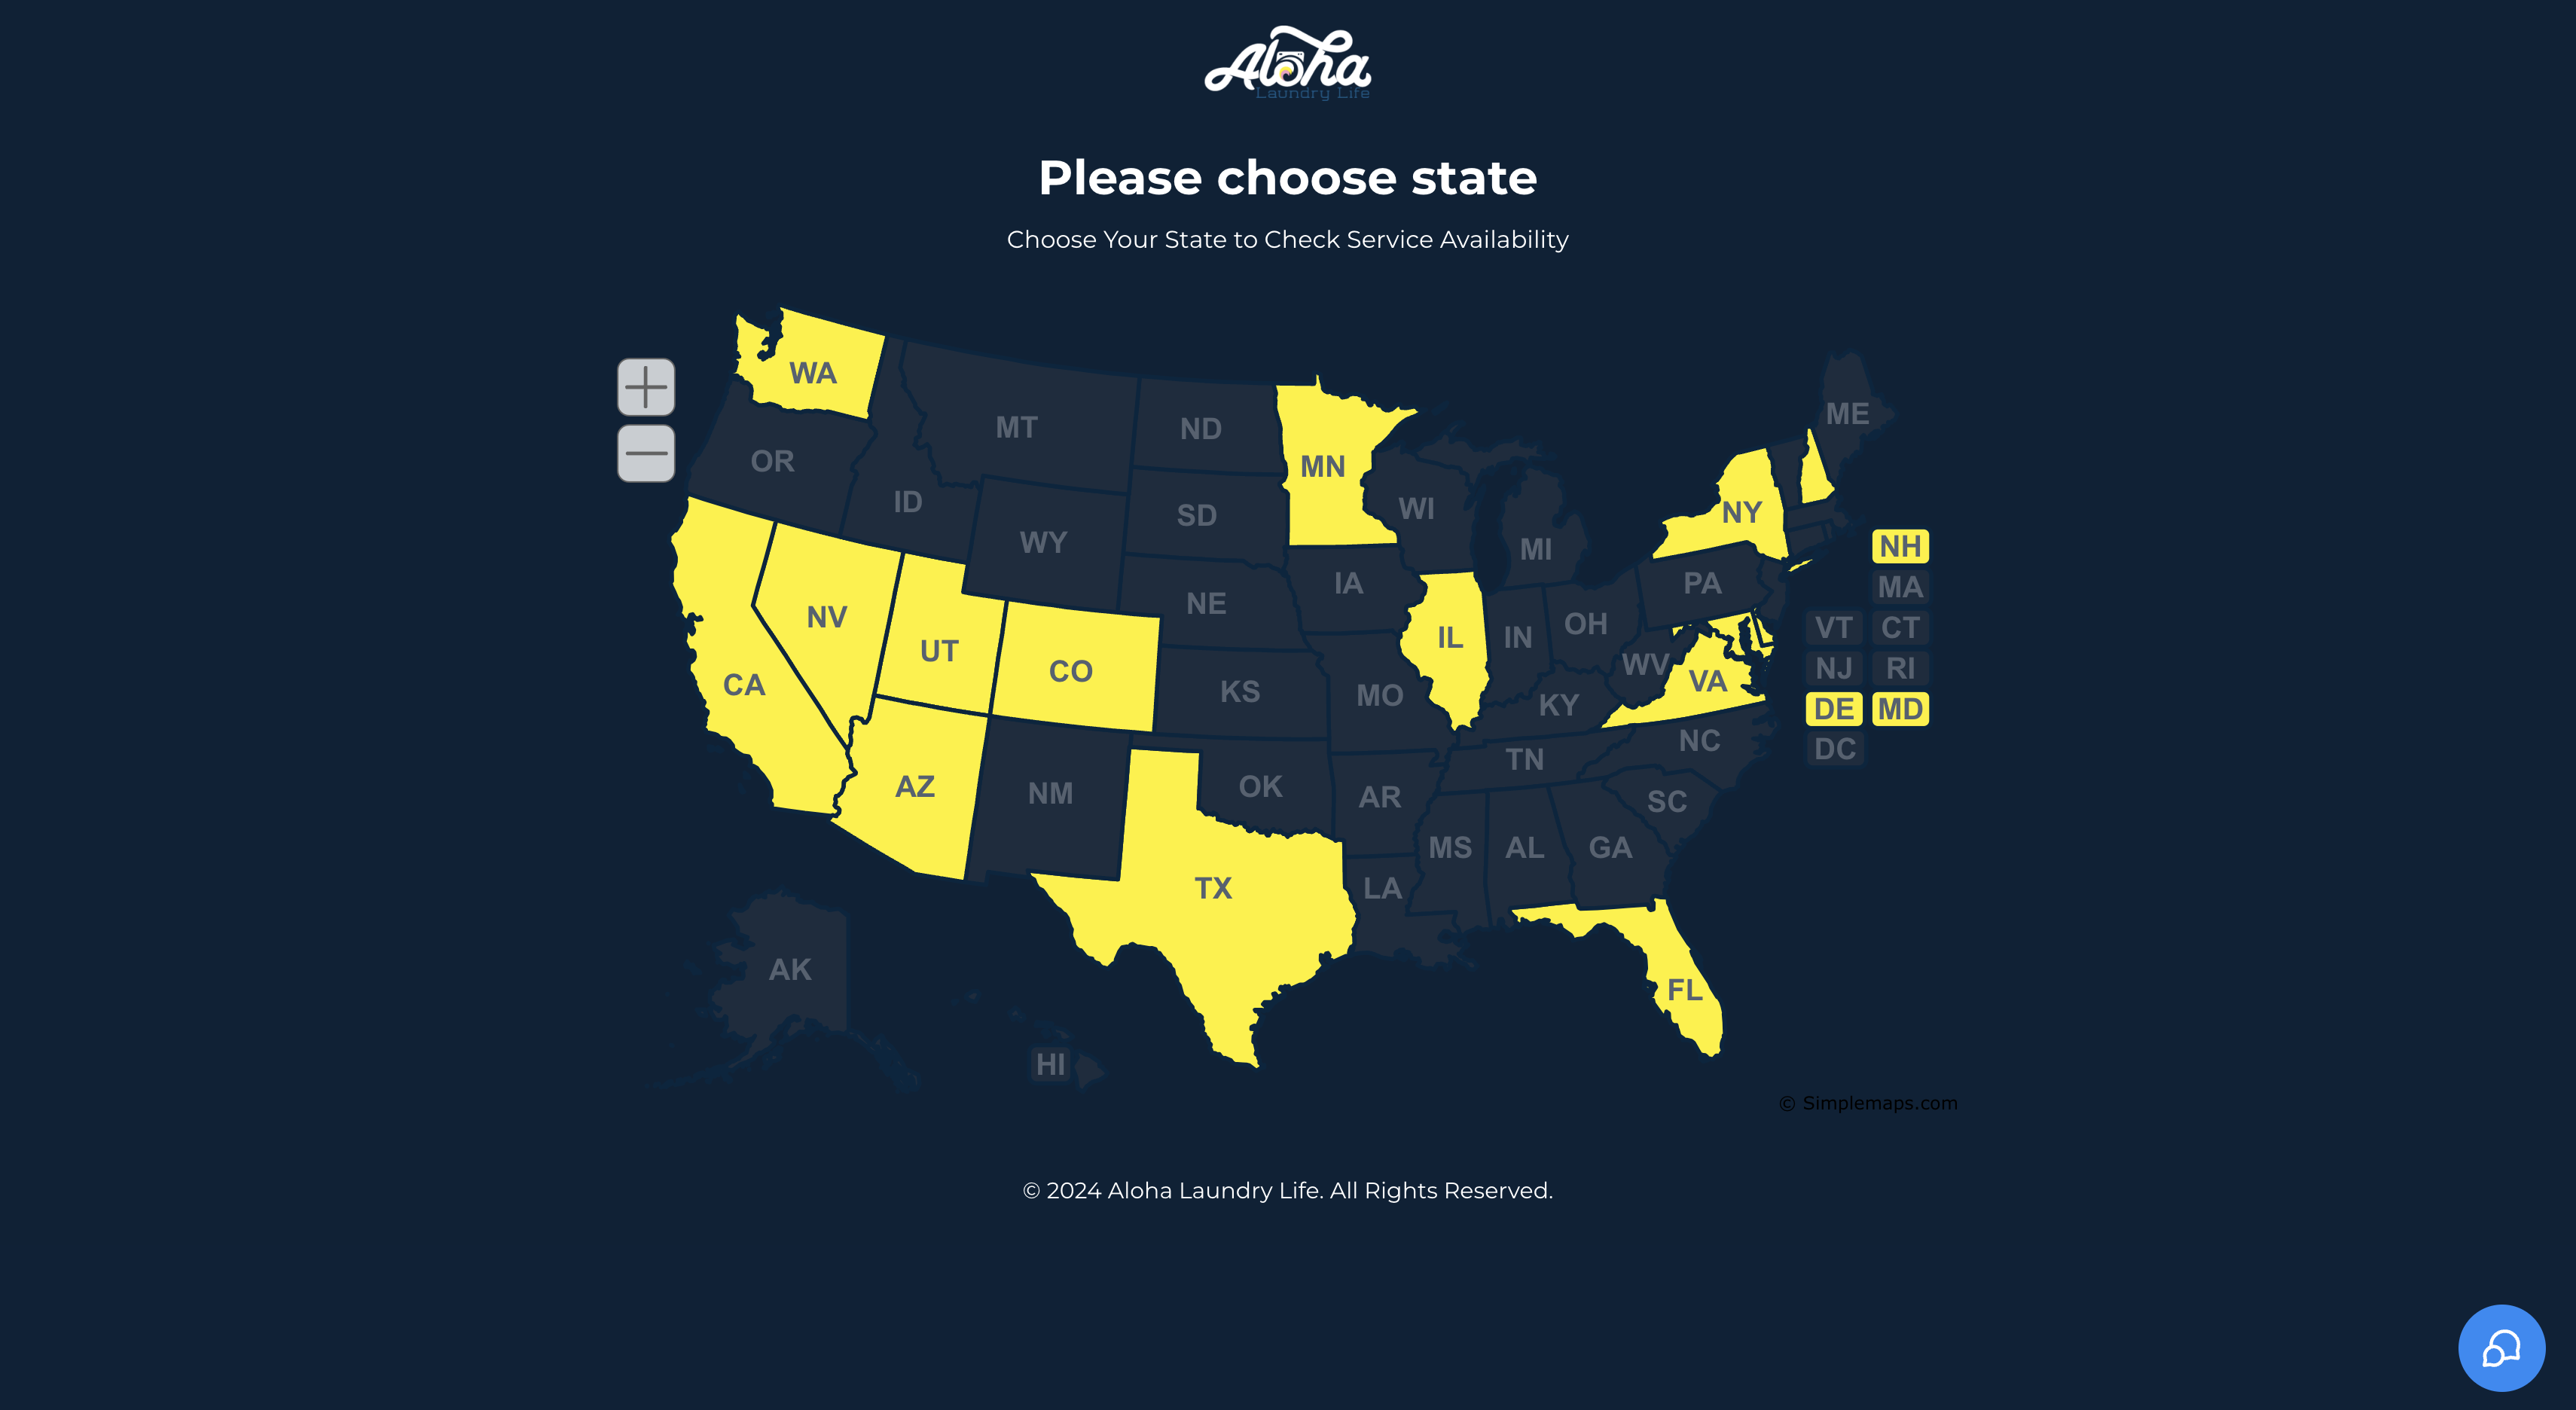 Aloha
Laundry Life
Please choose state
Choose Your State to Check Service Availability
WA
MT
ND
ME
OR
MN
ID
SD
WI
NY
WY
MI
NH
IA
PA
MA
NE
NV
OH
VT
CT
UT
IL
IN
CO
WV
NJ
RI
CA
KS
MO
VA
KY
DE
MD
NC
DC
TN
AZ
NM
OK
AR
SC
MS
AL
GA
TX
LA
AK
FL
HI
© Simplemaps.com
© 2024 Aloha Laundry Life. All Rights Reserved.